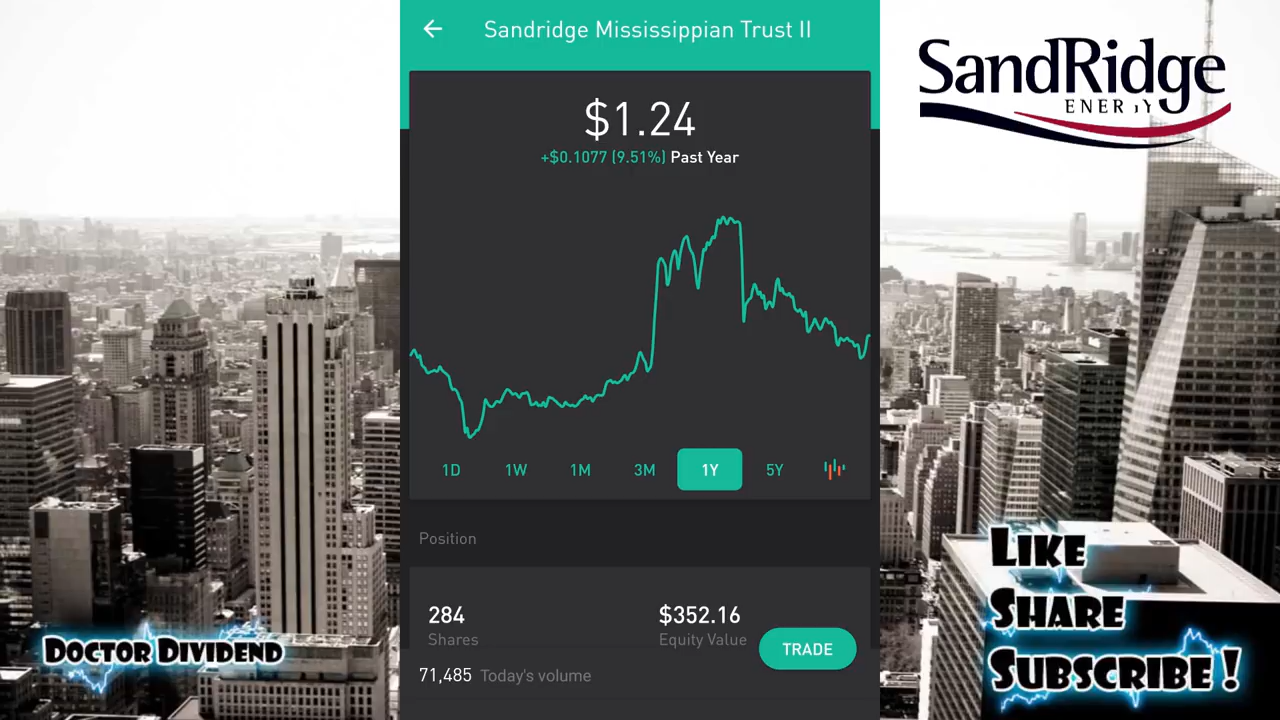 Sandridge Mississippian Trust II
$1.24
+$0.1077 (9.51%) Past Year
1D 1W 1M 3M 1Y 5Y
Position
284 $352.16
Shares Equity Value
TRADE
71,485 Today's volume
SandRidge
ENERGY
DOCTOR DIVIDEND
LIKE
SHARE
SUBSCRIBE !